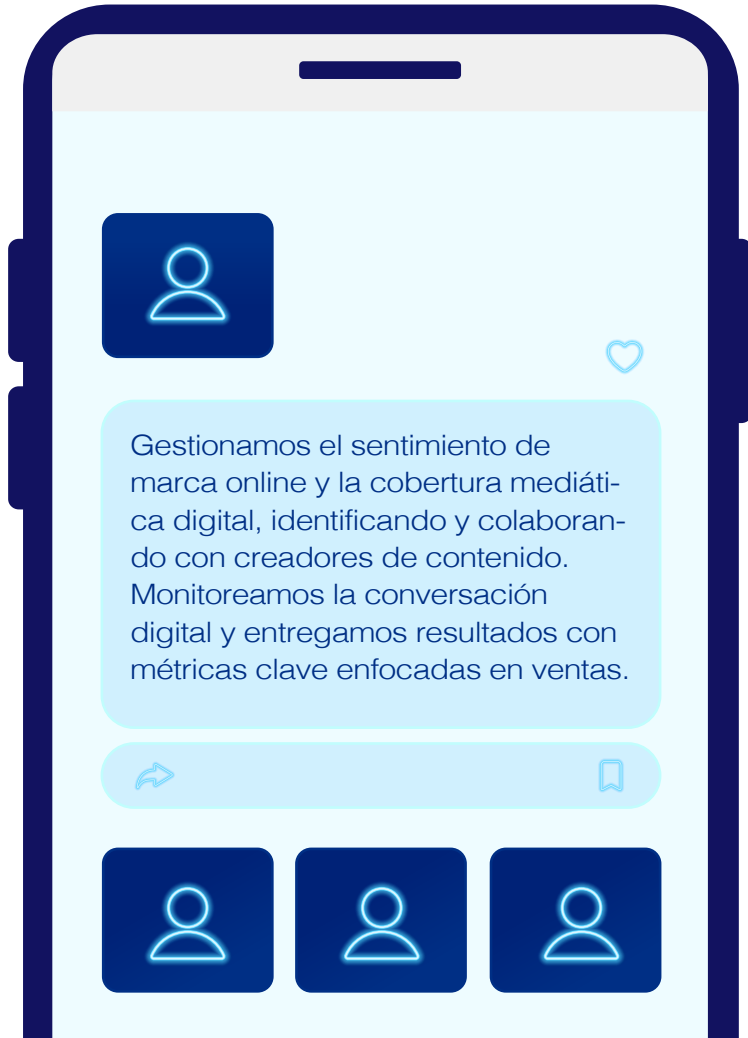 Gestionamos el sentimiento de
marca online y la cobertura mediáti-
ca digital, identificando y colaboran-
do con creadores de contenido.
Monitoreamos la conversación
digital y entregamos resultados con
métricas clave enfocadas en ventas.